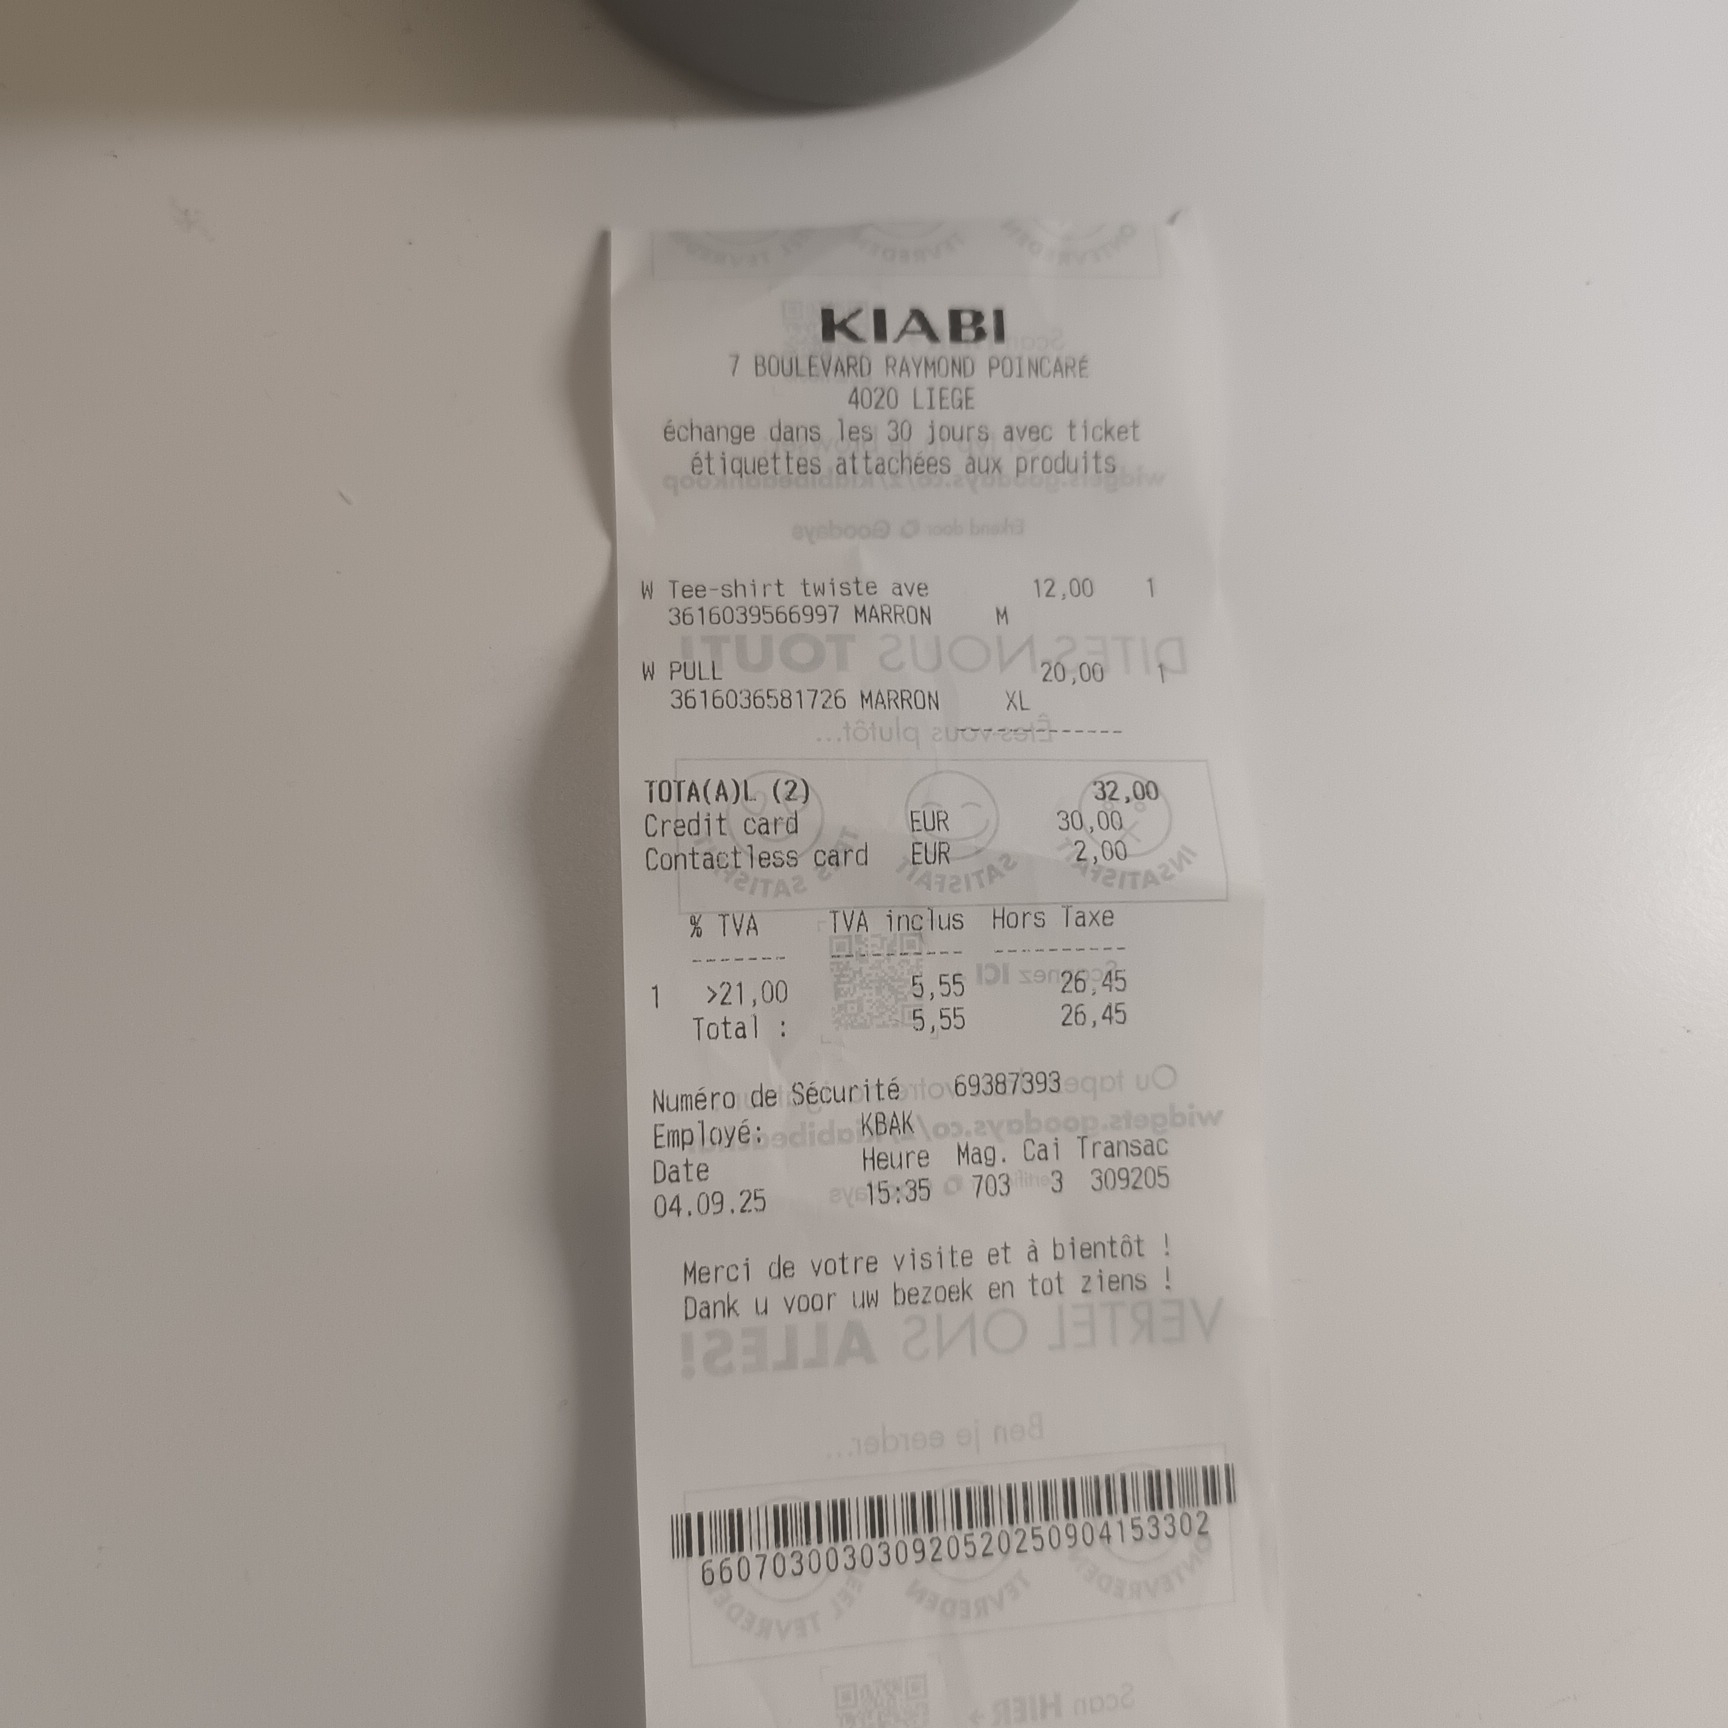 KIABI
7 BOULEVARD RAYMOND POINCARÉ
4020 LIEGE
échange dans les 30 jours avec ticket
étiquettes attachées aux produits
W Tee-shirt twiste ave 12,00 1
3616039566997 MARRON M
W PULL 20,00 1
3616036581726 MARRON XL
-------------
TOTA(A)L (2) 32,00
Credit card EUR 30,00
Contactless card EUR 2,00
% TVA TVA inclus Hors Taxe
------- ---------- ----------
1 >21,00 5,55 26,45
Total : 5,55 26,45
Numéro de Sécurité 69387393
Employé: KBAK
Date Heure Mag. Cai Transac
04.09.25 15:35 703 3 309205
Merci de votre visite et à bientôt !
Dank u voor uw bezoek en tot ziens !
66070300303092052025090415​3302